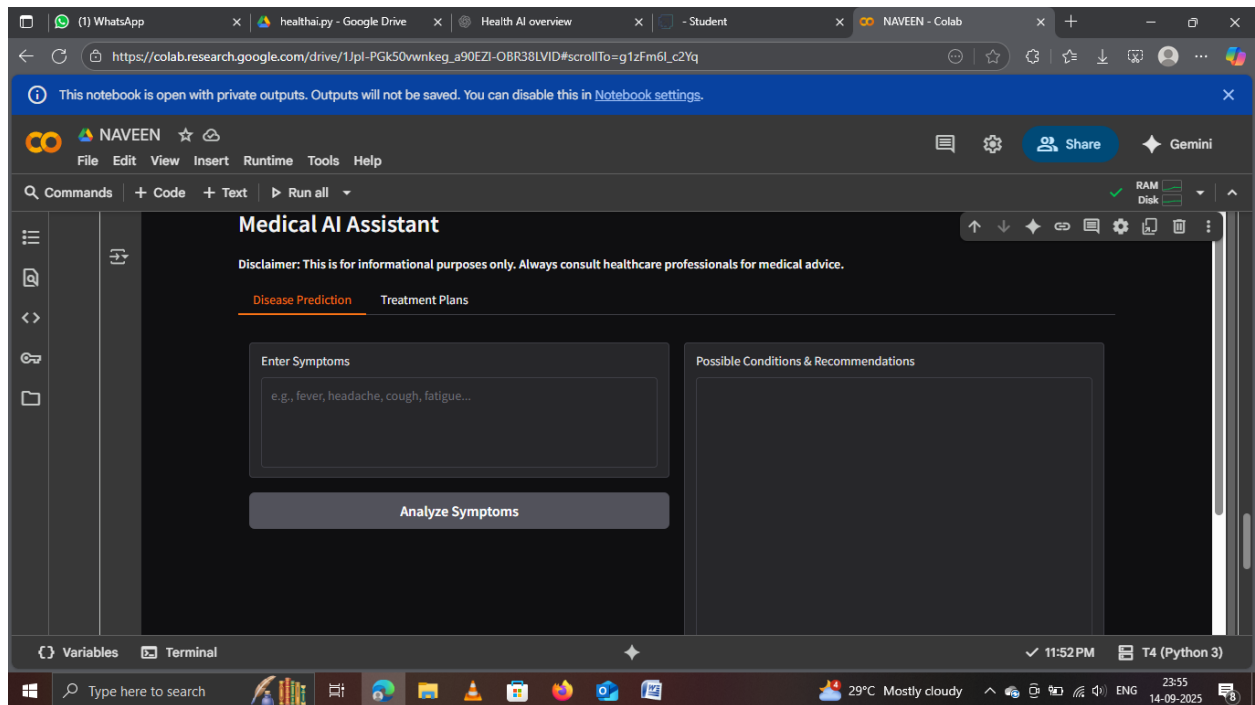 (1) WhatsApp
healthai.py - Google Drive
Health AI overview
- Student
NAVEEN - Colab
https://colab.research.google.com/drive/1Jpl-PGk50vwnkeg_a90EZI-OBR38LVID#scrollTo=g1zFm6l_c2Yq
This notebook is open with private outputs. Outputs will not be saved. You can disable this in Notebook settings.
CO
NAVEEN
Share
Gemini
File Edit View Insert Runtime Tools Help
Commands + Code + Text Run all
RAM
Disk
Medical AI Assistant
Disclaimer: This is for informational purposes only. Always consult healthcare professionals for medical advice.
Disease Prediction Treatment Plans
Enter Symptoms
e.g., fever, headache, cough, fatigue...
Analyze Symptoms
Possible Conditions & Recommendations
Variables Terminal
11:52 PM T4 (Python 3)
Type here to search
29°C Mostly cloudy
ENG
23:55
14-09-2025
8